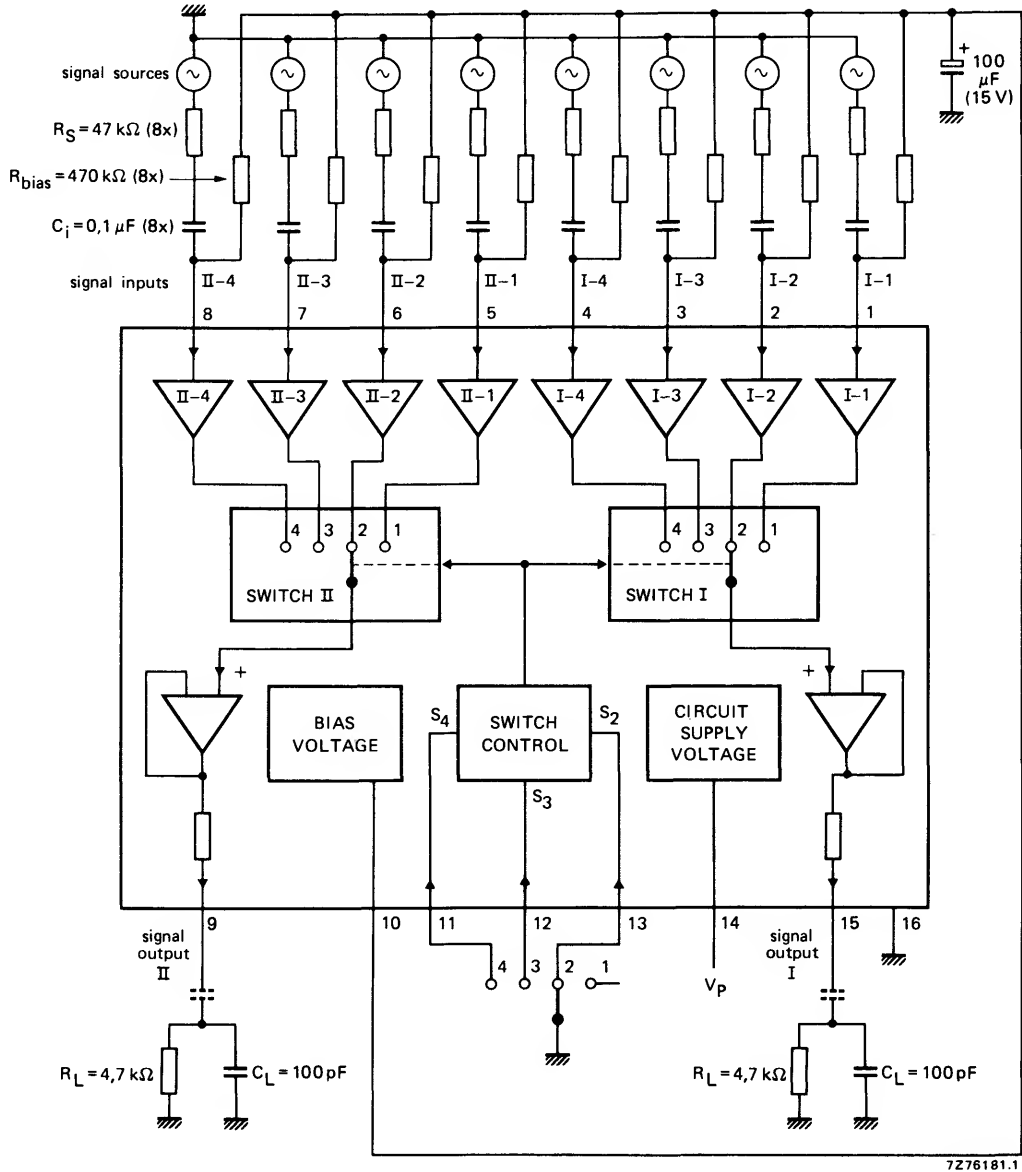 signal sources
+ 100 µF (15 V)
R_S = 47 kΩ (8x)
R_bias = 470 kΩ (8x)
C_i = 0,1 µF (8x)
signal inputs
II-4 II-3 II-2 II-1 I-4 I-3 I-2 I-1
8 7 6 5 4 3 2 1
II-4 II-3 II-2 II-1 I-4 I-3 I-2 I-1
4 3 2 1 4 3 2 1
SWITCH II SWITCH I
+ +
BIAS VOLTAGE
S4 SWITCH CONTROL S2
S3
CIRCUIT SUPPLY VOLTAGE
9 10 11 12 13 14 15 16
signal output II
4 3 2 1
V_P
signal output I
R_L = 4,7 kΩ C_L = 100 pF
R_L = 4,7 kΩ C_L = 100 pF
7Z76181.1